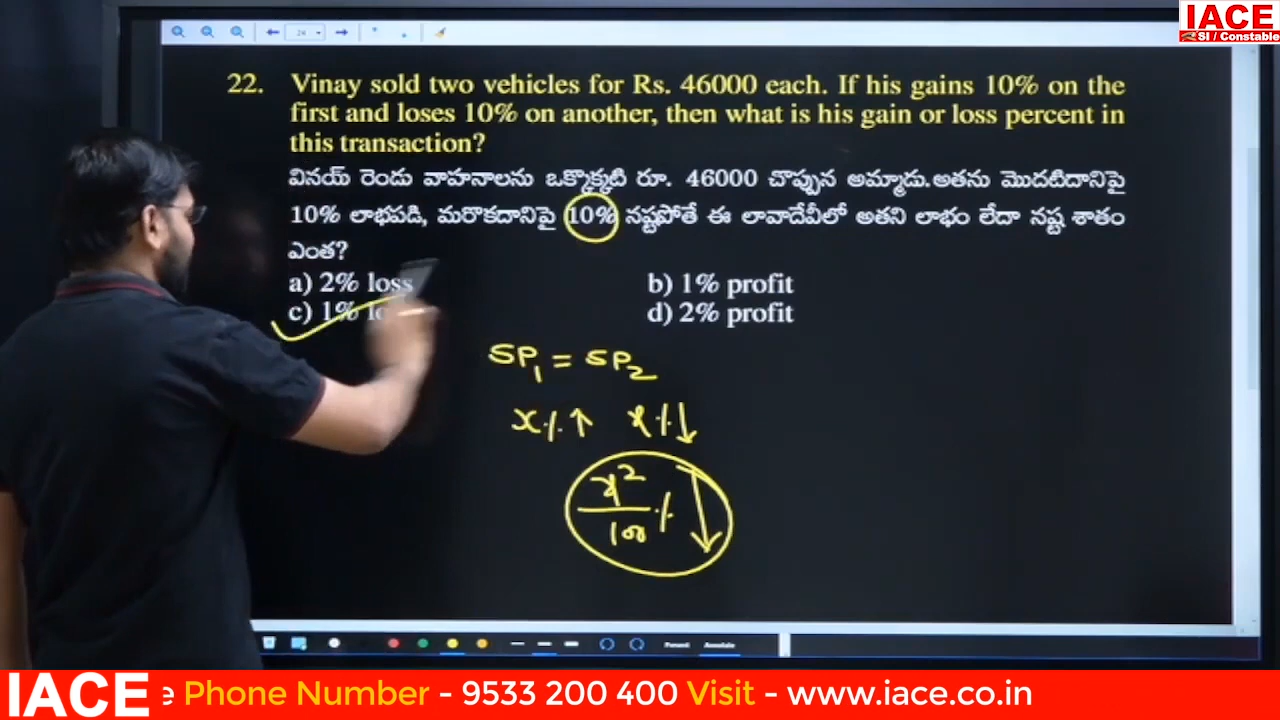 IACE
SI / Constable
24
22. Vinay sold two vehicles for Rs. 46000 each. If his gains 10% on the
first and loses 10% on another, then what is his gain or loss percent in
this transaction?
వినయ్ రెండు వాహనాలను ఒక్కొక్కటి రూ. 46000 చొప్పున అమ్మాడు.అతను మొదటిదానిపై
10% లాభపడి, మరొకదానిపై 10% నష్టపోతే ఈ లావాదేవీలో అతని లాభం లేదా నష్ట శాతం
ఎంత?
a) 2% loss b) 1% profit
c) 1% d) 2% profit
SP1 = SP2
x% ↑ x% ↓
x²/100 % ↓
Present Annotate
IACE e Phone Number - 9533 200 400 Visit - www.iace.co.in